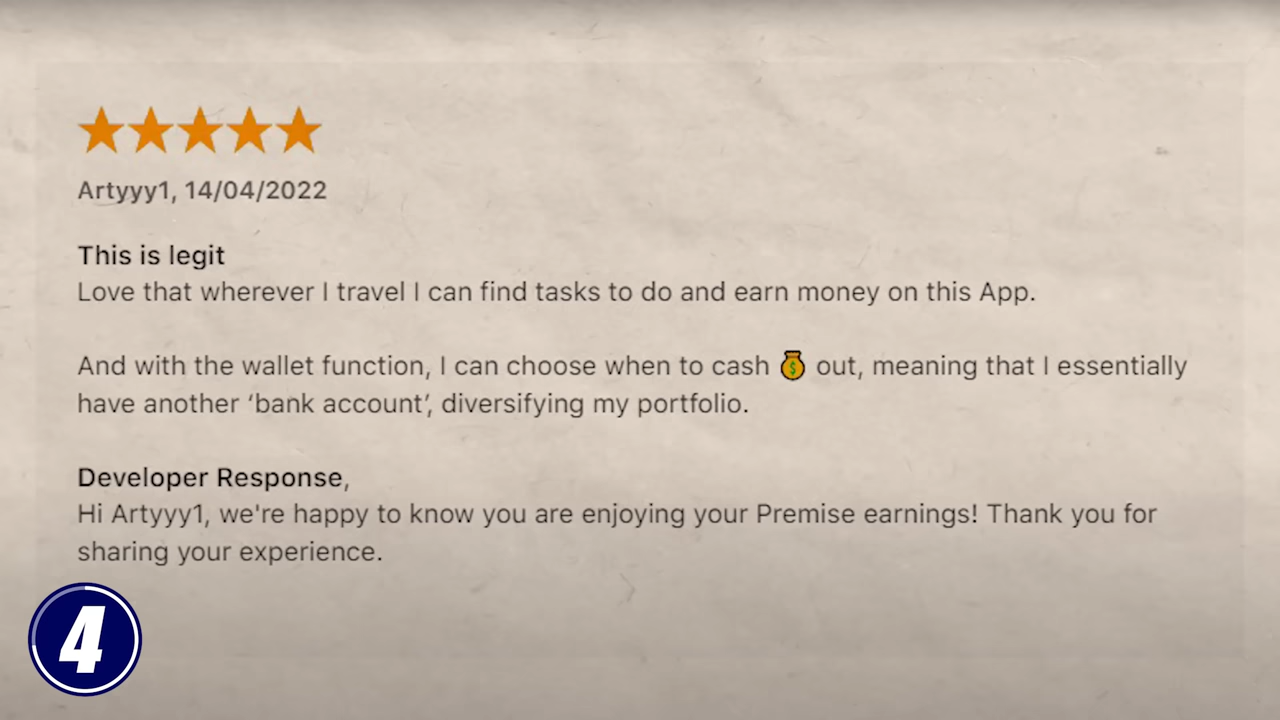 Artyyy1, 14/04/2022
This is legit
Love that wherever I travel I can find tasks to do and earn money on this App.
And with the wallet function, I can choose when to cash 💰 out, meaning that I essentially
have another ‘bank account’, diversifying my portfolio.
Developer Response,
Hi Artyyy1, we're happy to know you are enjoying your Premise earnings! Thank you for
sharing your experience.
4